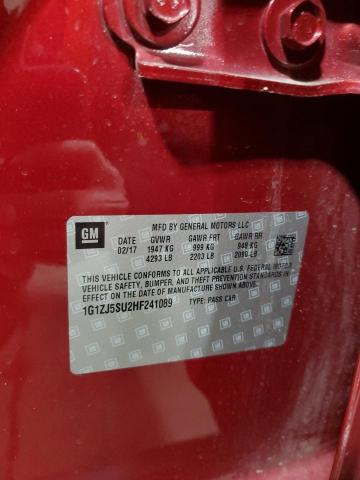 GM
MFD BY GENERAL MOTORS LLC
DATE GVWR GAWR FRT GAWR RR
02/17 1947 KG 999 KG 948 KG
4293 LB 2203 LB 2090 LB
THIS VEHICLE CONFORMS TO ALL APPLICABLE U.S. FEDERAL MOTOR
VEHICLE SAFETY, BUMPER, AND THEFT PREVENTION STANDARDS IN
EFFECT ON THE DATE OF MANUFACTURE SHOWN ABOVE.
1G1ZJ5SU2HF241089 TYPE: PASS CAR